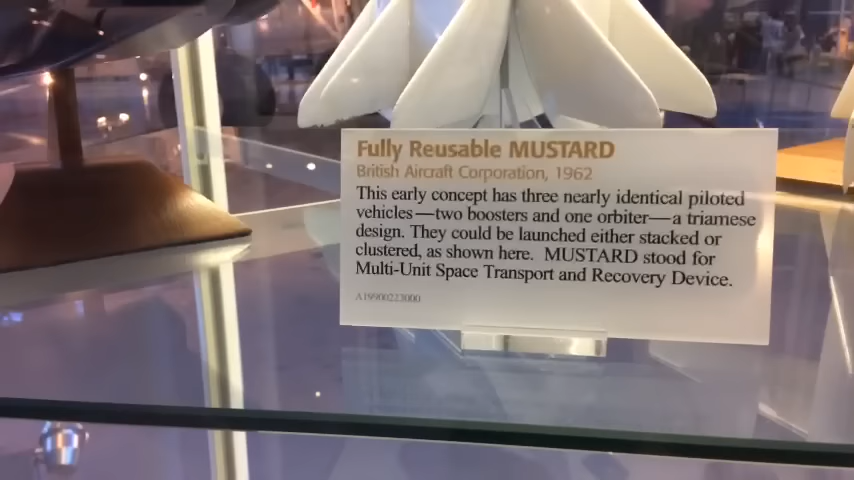 Fully Reusable MUSTARD
British Aircraft Corporation, 1962
This early concept has three nearly identical piloted
vehicles—two boosters and one orbiter—a triamese
design. They could be launched either stacked or
clustered, as shown here. MUSTARD stood for
Multi-Unit Space Transport and Recovery Device.
A19900223000